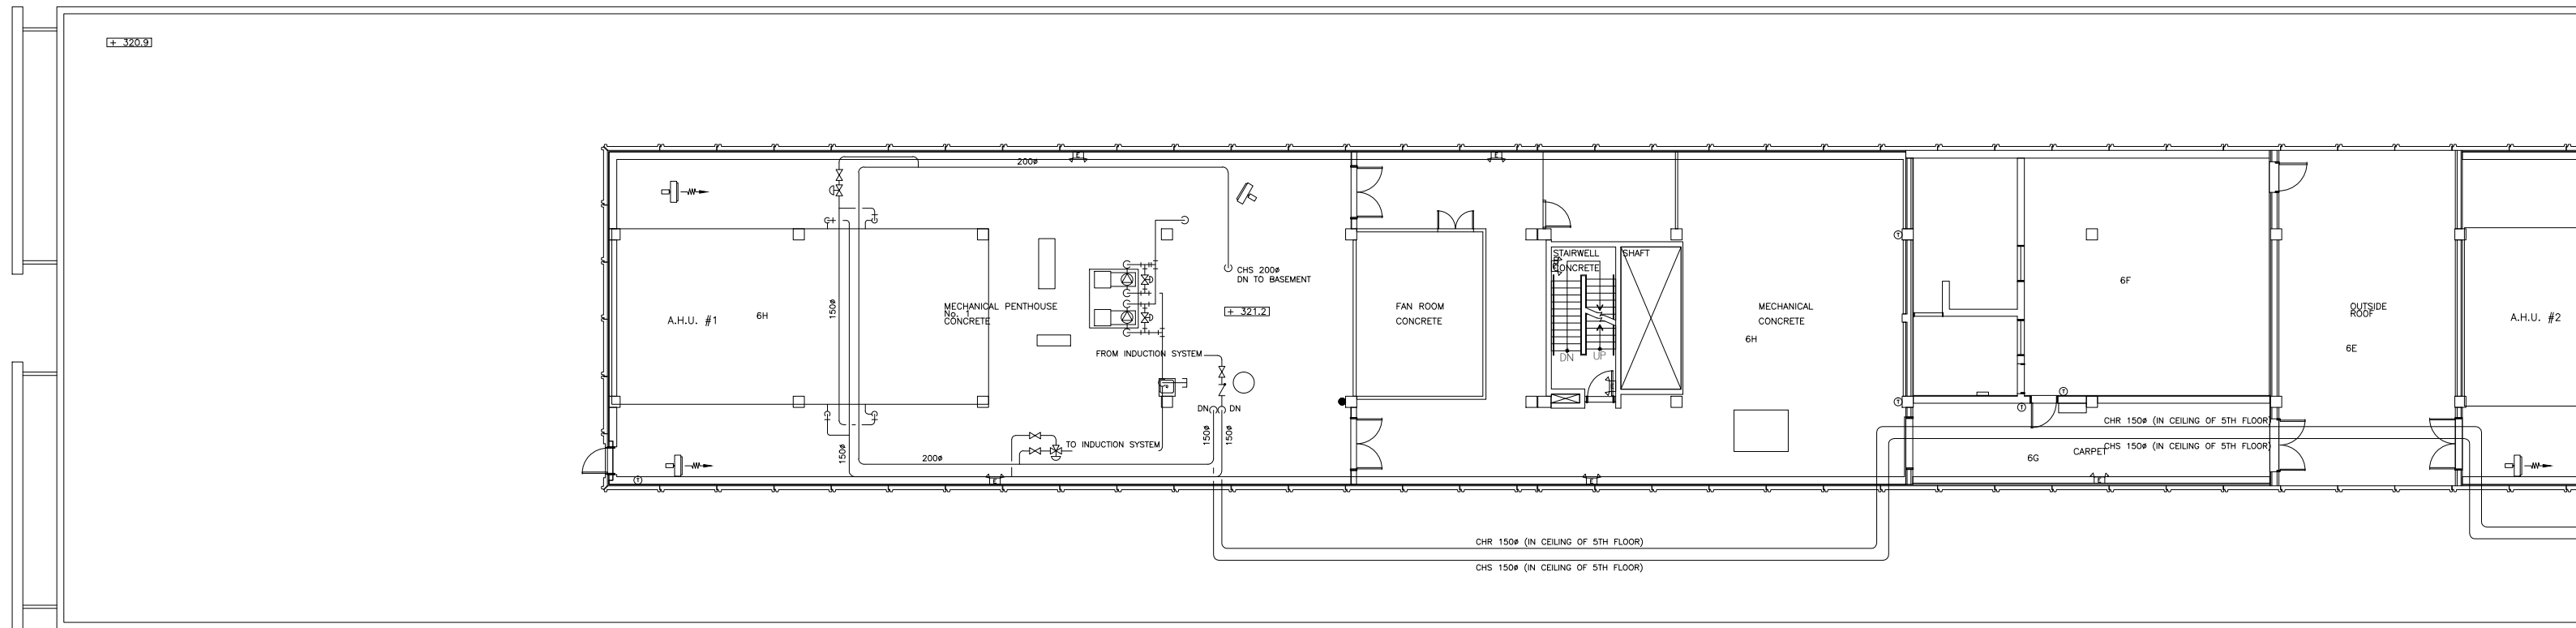 + 320.9
200ø
CHS 200ø
DN TO BASEMENT
+ 321.2
150ø
A.H.U. #1
6H
MECHANICAL PENTHOUSE
No. 1
CONCRETE
FROM INDUCTION SYSTEM
DN
DN
150ø
150ø
TO INDUCTION SYSTEM
150ø
200ø
E
E
E
E
E
FAN ROOM
CONCRETE
STAIRWELL
CONCRETE
SHAFT
DN
UP
MECHANICAL
CONCRETE
6H
6F
T
T
T
T
T
CHR 150ø (IN CEILING OF 5TH FLOOR)
CHS 150ø (IN CEILING OF 5TH FLOOR)
CARPET
6G
OUTSIDE
ROOF
6E
A.H.U. #2
CHR 150ø (IN CEILING OF 5TH FLOOR)
CHS 150ø (IN CEILING OF 5TH FLOOR)